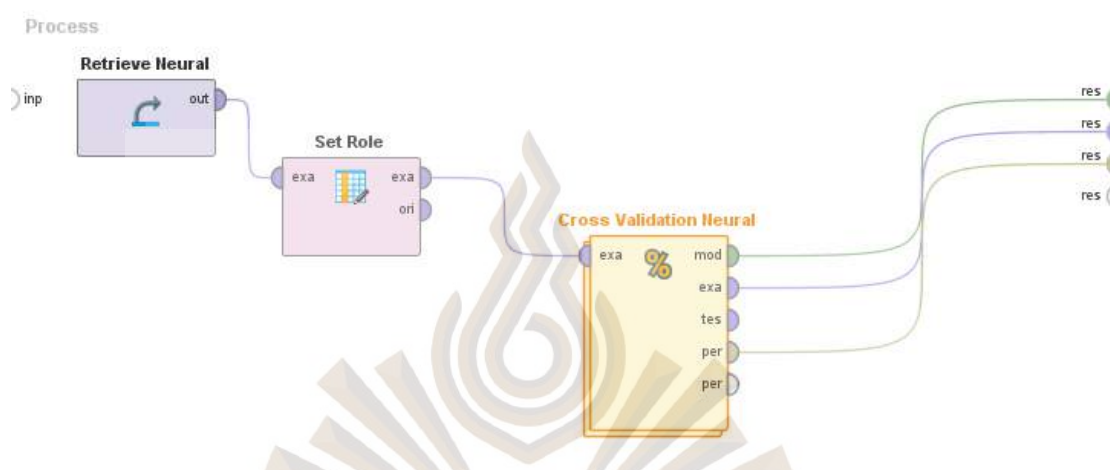 Process
Retrieve Neural
inp
out
Set Role
exa
exa
ori
Cross Validation Neural
exa
mod
exa
tes
per
per
res
res
res
res